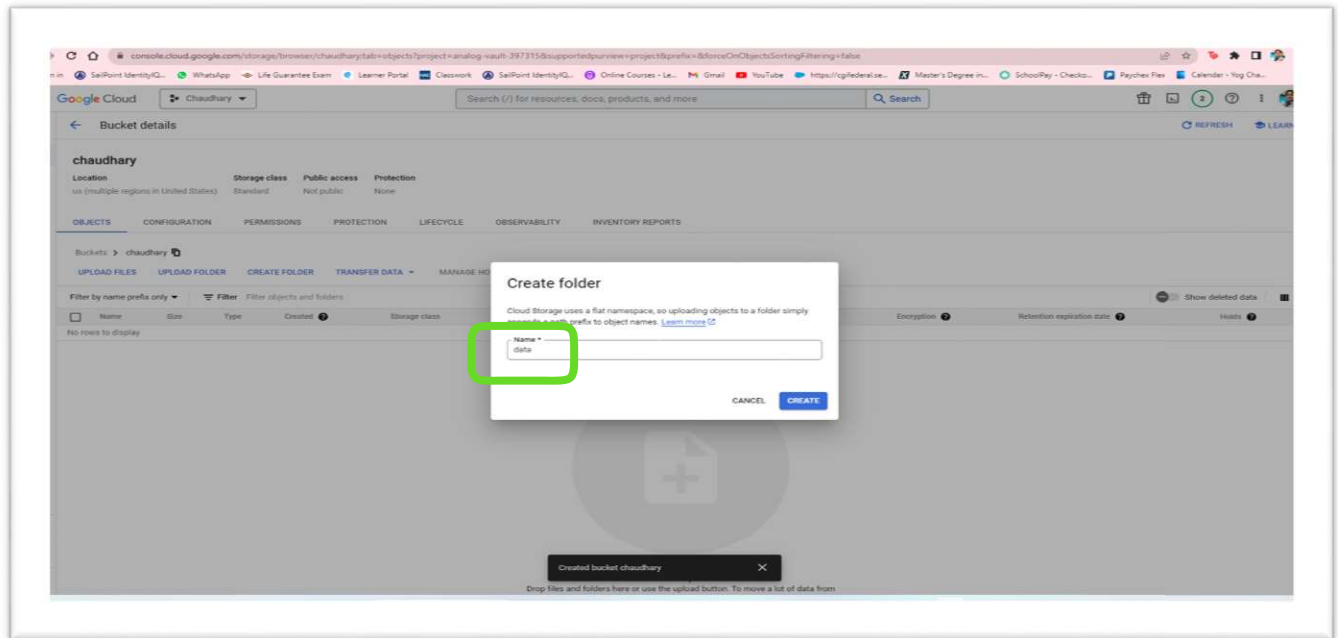 console.cloud.google.com/storage/browser/chaudhary;tab=objects?project=analog-vault-397315&supportedpurview=project&prefix=&forceOnObjectsSortingFiltering=false
SailPoint IdentityIQ... WhatsApp Life Guarantee Exam Learner Portal Classwork SailPoint IdentityIQ... Online Courses - Le... Gmail YouTube https://cgifederal.se... Master's Degree in... SchoolPay - Checko... Paychex Flex Calender - Yog Cha...
Google Cloud Chaudhary Search (/) for resources, docs, products, and more Search 2
Bucket details REFRESH LEARN
chaudhary
Location Storage class Public access Protection
us (multiple regions in United States) Standard Not public None
OBJECTS CONFIGURATION PERMISSIONS PROTECTION LIFECYCLE OBSERVABILITY INVENTORY REPORTS
Buckets > chaudhary
UPLOAD FILES UPLOAD FOLDER CREATE FOLDER TRANSFER DATA MANAGE HO
Filter by name prefix only Filter Filter objects and folders Show deleted data
Name Size Type Created Storage class Encryption Retention expiration date Holds
No rows to display
Create folder
Cloud Storage uses a flat namespace, so uploading objects to a folder simply
appends a path prefix to object names. Learn more
Name *
data
CANCEL CREATE
Created bucket chaudhary
Drop files and folders here or use the upload button. To move a lot of data from